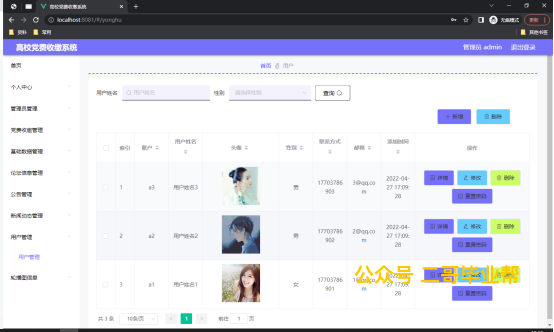 高校党费收缴系统
localhost:8081/#/yonghu
无痕模式
更新
资料 常用
其他书签
高校党费收缴系统
管理员 admin 退出登录
首页
个人中心
管理员管理
党费收缴管理
基础数据管理
论坛信息管理
公告管理
新闻动态管理
用户管理
用户管理
轮播图信息
首页 用户
用户姓名 用户姓名 性别 请选择性别 查询
新增 删除
索引 账户 用户姓名 头像 性别 联系方式 邮箱 添加时间 操作
1 a3 用户姓名3 男 17703786903 3@qq.com 2022-04-27 17:09:28 详情 修改 删除 重置密码
2 a2 用户姓名2 男 17703786902 2@qq.com 2022-04-27 17:09:28 详情 修改 删除 重置密码
3 a1 用户姓名1 女 17703786901 1@qq.com 2022-04-27 17:09:28 重置密码
公众号 二哥毕业帮
共 3 条 10条/页 1 前往 1 页